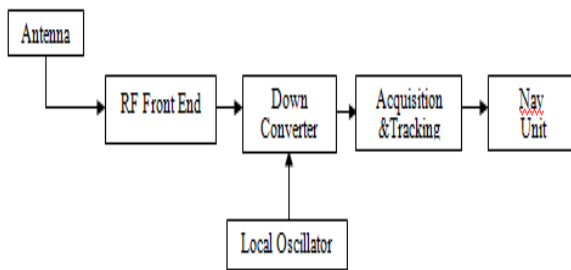 Antenna
RF Front End
Down
Converter
Acquisition
&Tracking
Nav
Unit
Local Oscillator